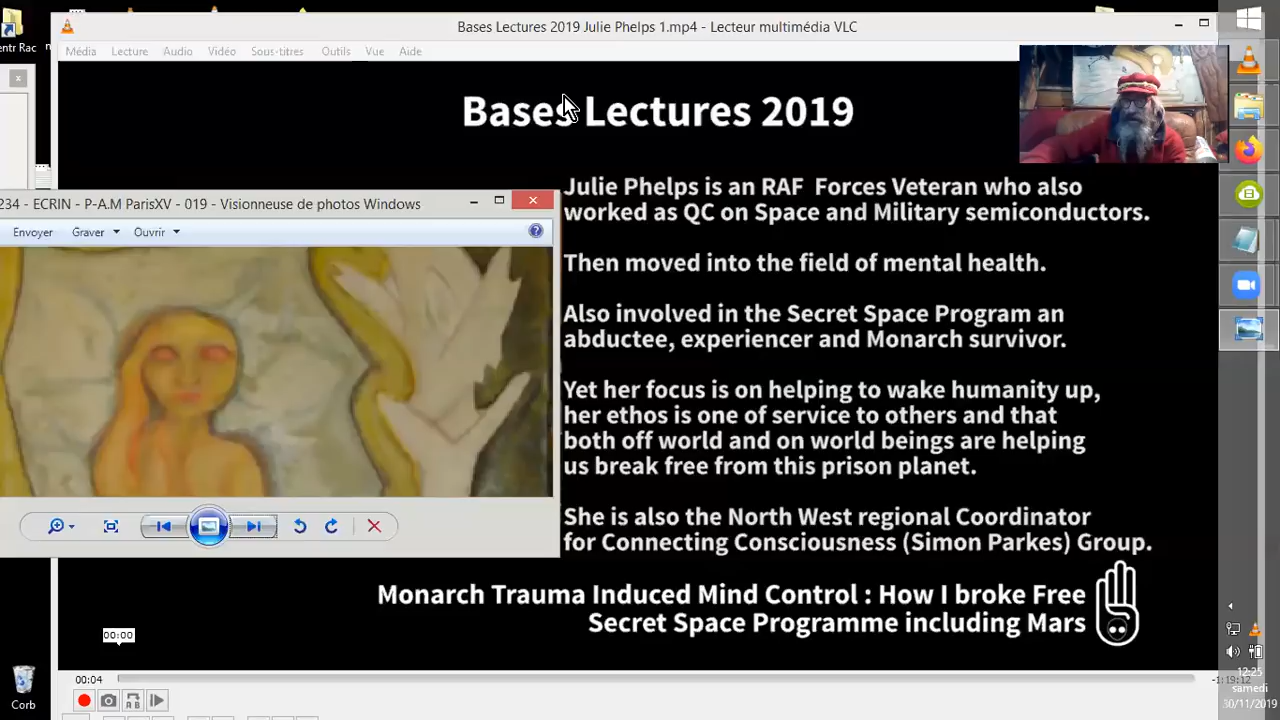 Bases Lectures 2019 Julie Phelps 1.mp4 - Lecteur multimédia VLC
entr Rac
Média Lecture Audio Vidéo Sous-titres Outils Vue Aide
Bases Lectures 2019
Julie Phelps is an RAF Forces Veteran who also
worked as QC on Space and Military semiconductors.
Then moved into the field of mental health.
Also involved in the Secret Space Program an
abductee, experiencer and Monarch survivor.
Yet her focus is on helping to wake humanity up,
her ethos is one of service to others and that
both off world and on world beings are helping
us break free from this prison planet.
She is also the North West regional Coordinator
for Connecting Consciousness (Simon Parkes) Group.
Monarch Trauma Induced Mind Control : How I broke Free
Secret Space Programme including Mars
234 - ECRIN - P-A.M ParisXV - 019 - Visionneuse de photos Windows
Envoyer Graver Ouvrir
00:00
00:04
-1:19:12
Corb
12:25
samedi
30/11/2019